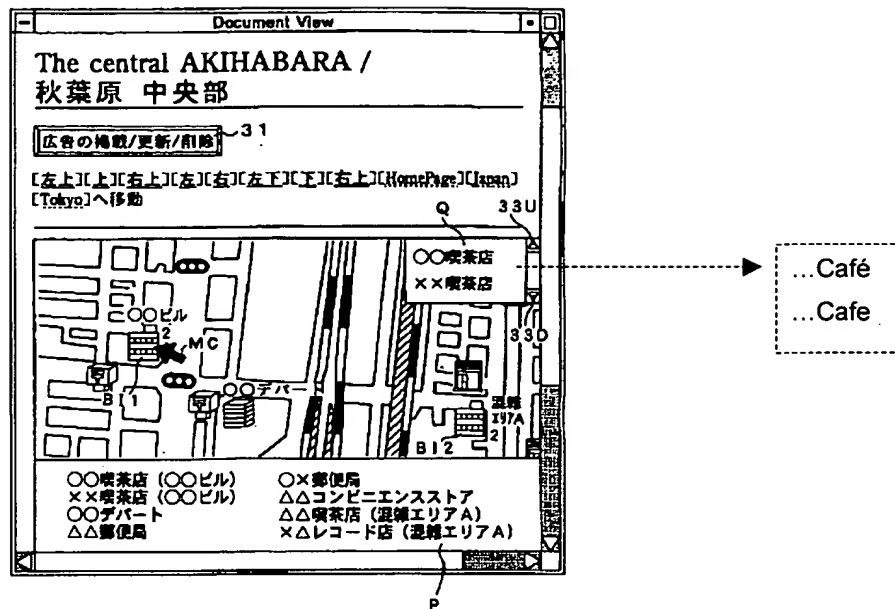 Document View
The central AKIHABARA /
秋葉原 中央部
広告の掲載/更新/削除
31
[左上][上][右上][左][右][左下][下][右上][HomePage][Japan]
[Tokyo]へ移動
Q
33U
○○喫茶店
××喫茶店
…Café
…Cafe
33D
○○ビル
2
MC
BI1
○○デパー
混雑
エリアA
2
BI2
○○喫茶店 (○○ビル)
××喫茶店 (○○ビル)
○○デパート
△△郵便局
○×郵便局
△△コンビニエンスストア
△△喫茶店 (混雑エリアA)
×△レコード店 (混雑エリアA)
P